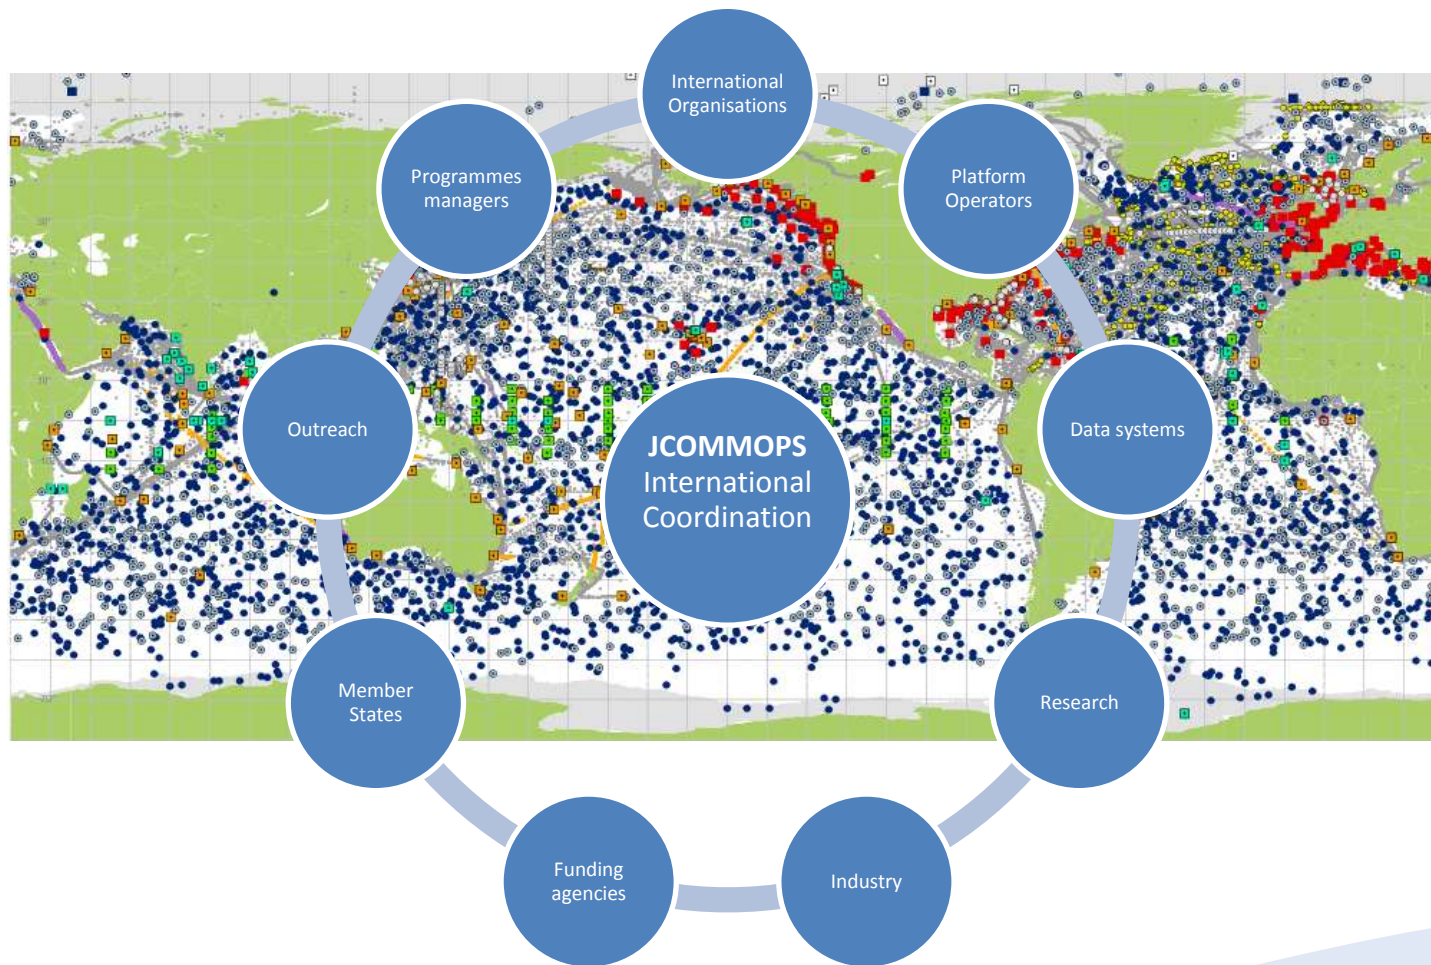 International
Organisations
Programmes
managers
Platform
Operators
Outreach
JCOMMOPS
International
Coordination
Data systems
Member
States
Research
Funding
agencies
Industry